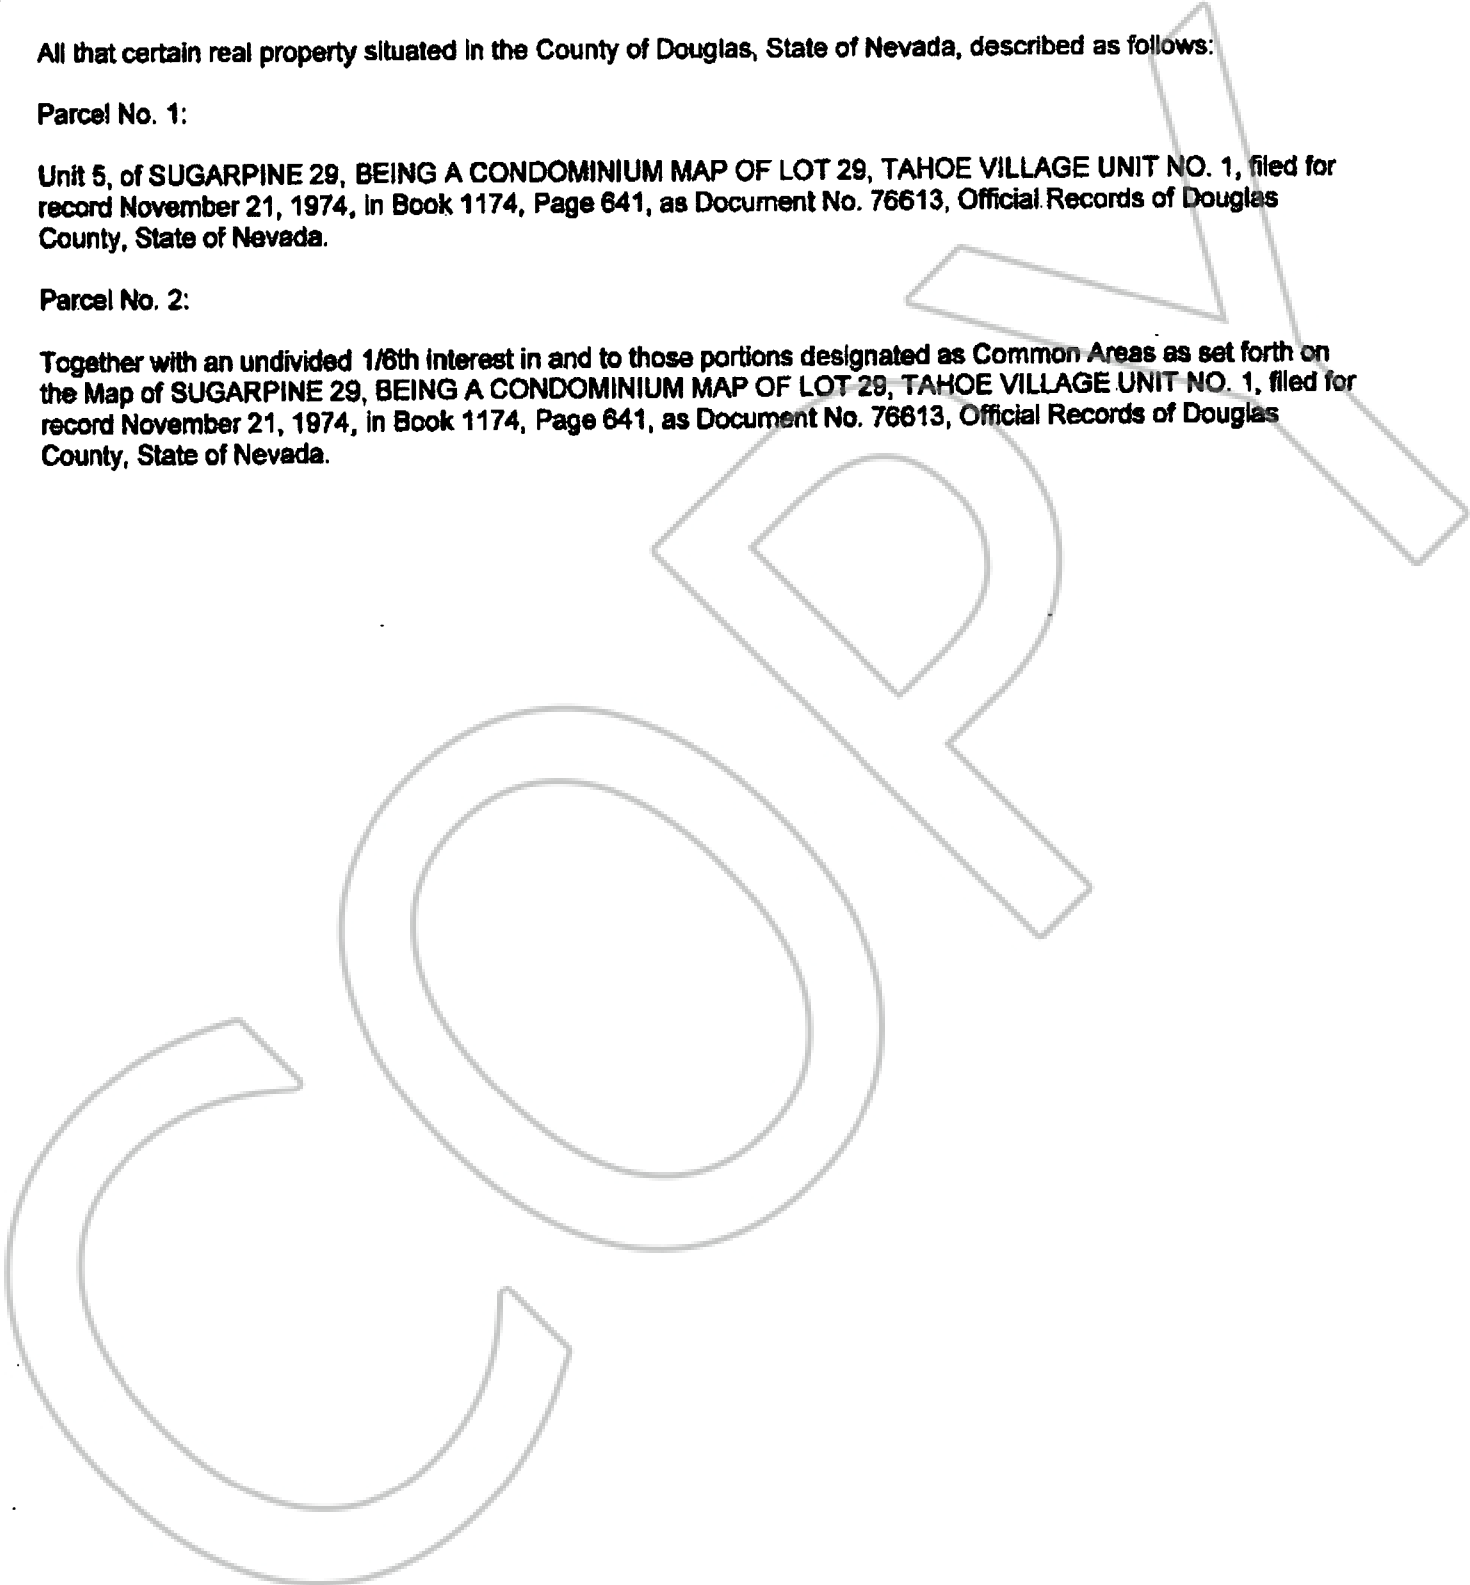 All that certain real property situated in the County of Douglas, State of Nevada, described as follows:
Parcel No. 1:
Unit 5, of SUGARPINE 29, BEING A CONDOMINIUM MAP OF LOT 29, TAHOE VILLAGE UNIT NO. 1, filed for
record November 21, 1974, in Book 1174, Page 641, as Document No. 76613, Official Records of Douglas
County, State of Nevada.
Parcel No. 2:
Together with an undivided 1/6th interest in and to those portions designated as Common Areas as set forth on
the Map of SUGARPINE 29, BEING A CONDOMINIUM MAP OF LOT 29, TAHOE VILLAGE UNIT NO. 1, filed for
record November 21, 1974, in Book 1174, Page 641, as Document No. 76613, Official Records of Douglas
County, State of Nevada.
COPY